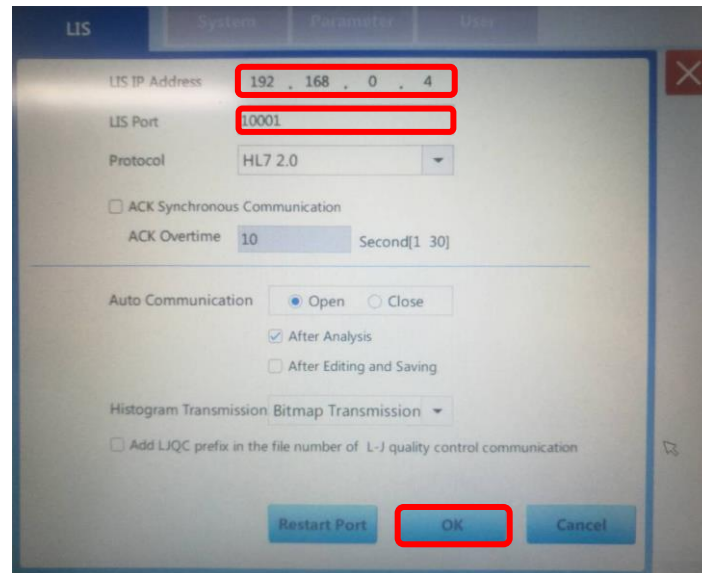 LIS System Parameter User
LIS IP Address 192 . 168 . 0 . 4
LIS Port 10001
Protocol HL7 2.0
ACK Synchronous Communication
ACK Overtime 10 Second[1 30]
Auto Communication Open Close
After Analysis
After Editing and Saving
Histogram Transmission Bitmap Transmission
Add LJQC prefix in the file number of L-J quality control communication
Restart Port OK Cancel